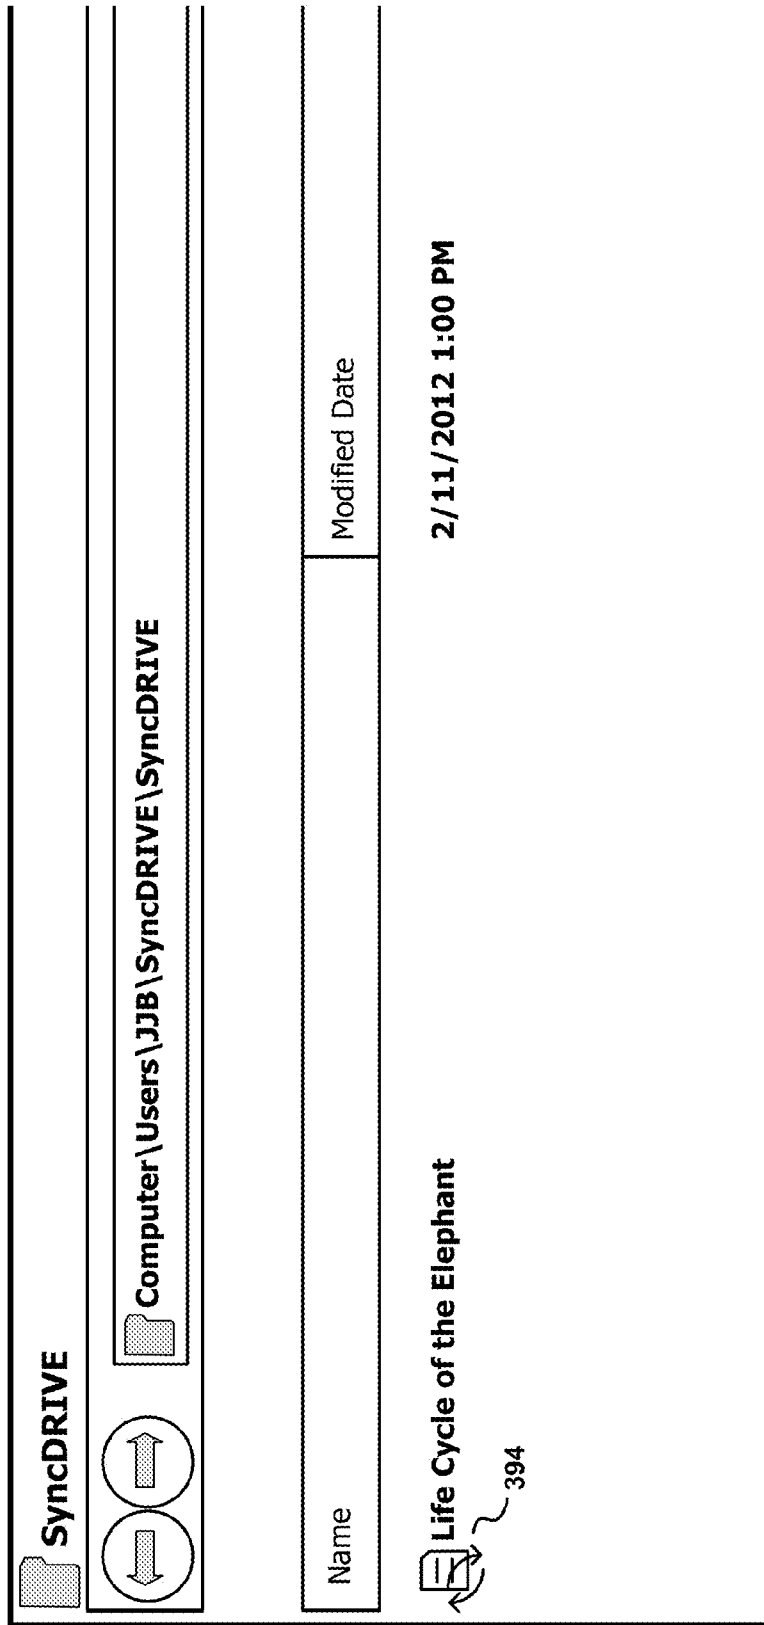 SyncDRIVE
Computer\Users\JJB\SyncDRIVE\SyncDRIVE
Name Modified Date
Life Cycle of the Elephant 2/11/2012 1:00 PM
394